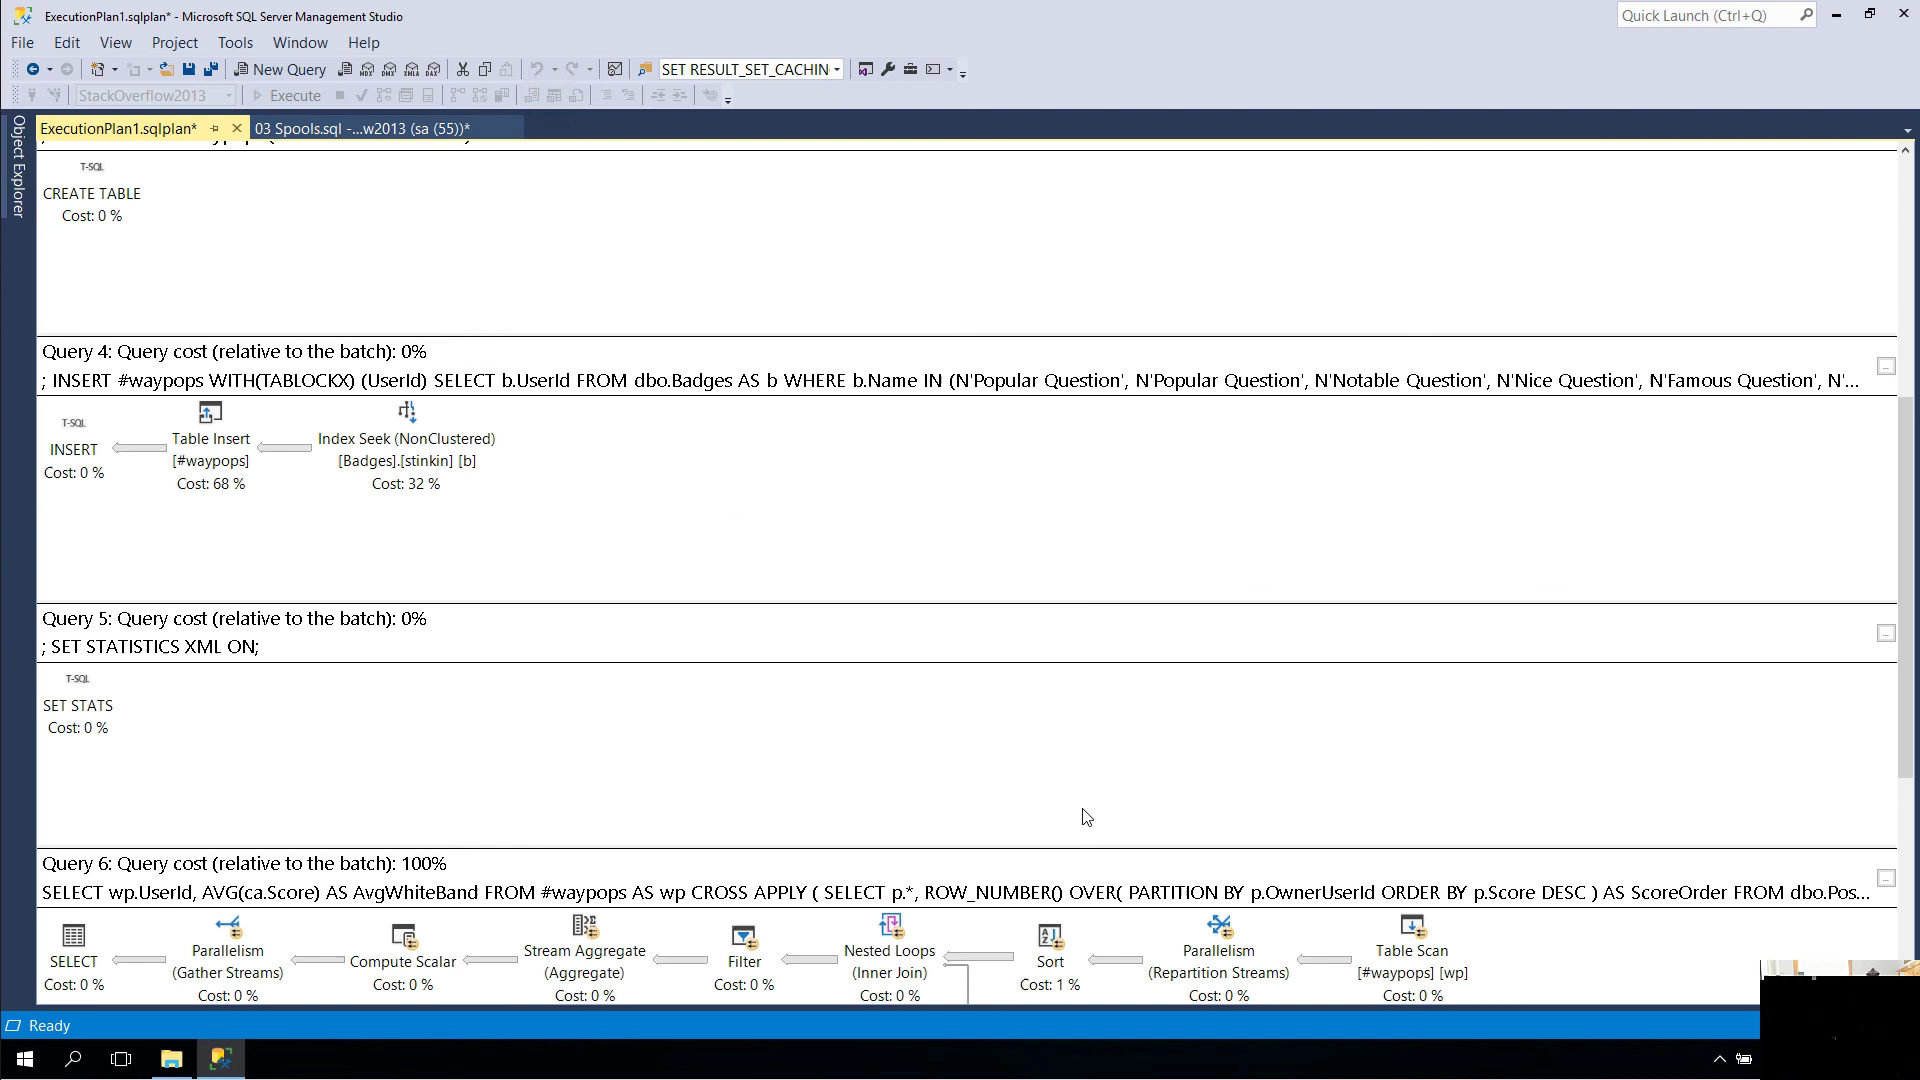 ExecutionPlan1.sqlplan* - Microsoft SQL Server Management Studio
Quick Launch (Ctrl+Q)
File Edit View Project Tools Window Help
New Query
SET RESULT_SET_CACHIN
StackOverflow2013
Execute
Object Explorer
ExecutionPlan1.sqlplan*
03 Spools.sql -...w2013 (sa (55))*
T-SQL
CREATE TABLE
Cost: 0 %
Query 4: Query cost (relative to the batch): 0%
; INSERT #waypops WITH(TABLOCKX) (UserId) SELECT b.UserId FROM dbo.Badges AS b WHERE b.Name IN (N'Popular Question', N'Popular Question', N'Notable Question', N'Nice Question', N'Famous Question', N'...
T-SQL
INSERT
Cost: 0 %
Table Insert
[#waypops]
Cost: 68 %
Index Seek (NonClustered)
[Badges].[stinkin] [b]
Cost: 32 %
Query 5: Query cost (relative to the batch): 0%
; SET STATISTICS XML ON;
T-SQL
SET STATS
Cost: 0 %
Query 6: Query cost (relative to the batch): 100%
SELECT wp.UserId, AVG(ca.Score) AS AvgWhiteBand FROM #waypops AS wp CROSS APPLY ( SELECT p.*, ROW_NUMBER() OVER( PARTITION BY p.OwnerUserId ORDER BY p.Score DESC ) AS ScoreOrder FROM dbo.Pos...
SELECT
Cost: 0 %
Parallelism
(Gather Streams)
Cost: 0 %
Compute Scalar
Cost: 0 %
Stream Aggregate
(Aggregate)
Cost: 0 %
Filter
Cost: 0 %
Nested Loops
(Inner Join)
Cost: 0 %
Sort
Cost: 1 %
Parallelism
(Repartition Streams)
Cost: 0 %
Table Scan
[#waypops] [wp]
Cost: 0 %
Ready